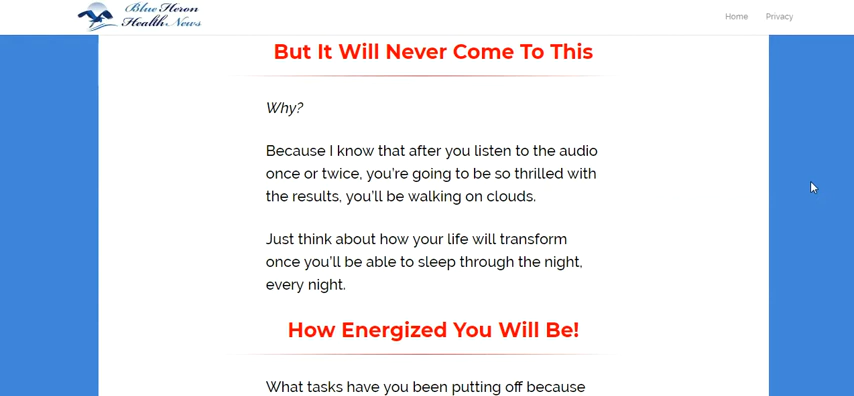 Blue Heron
Health News
Home Privacy
But It Will Never Come To This
Why?
Because I know that after you listen to the audio
once or twice, you’re going to be so thrilled with
the results, you’ll be walking on clouds.
Just think about how your life will transform
once you’ll be able to sleep through the night,
every night.
How Energized You Will Be!
What tasks have you been putting off because